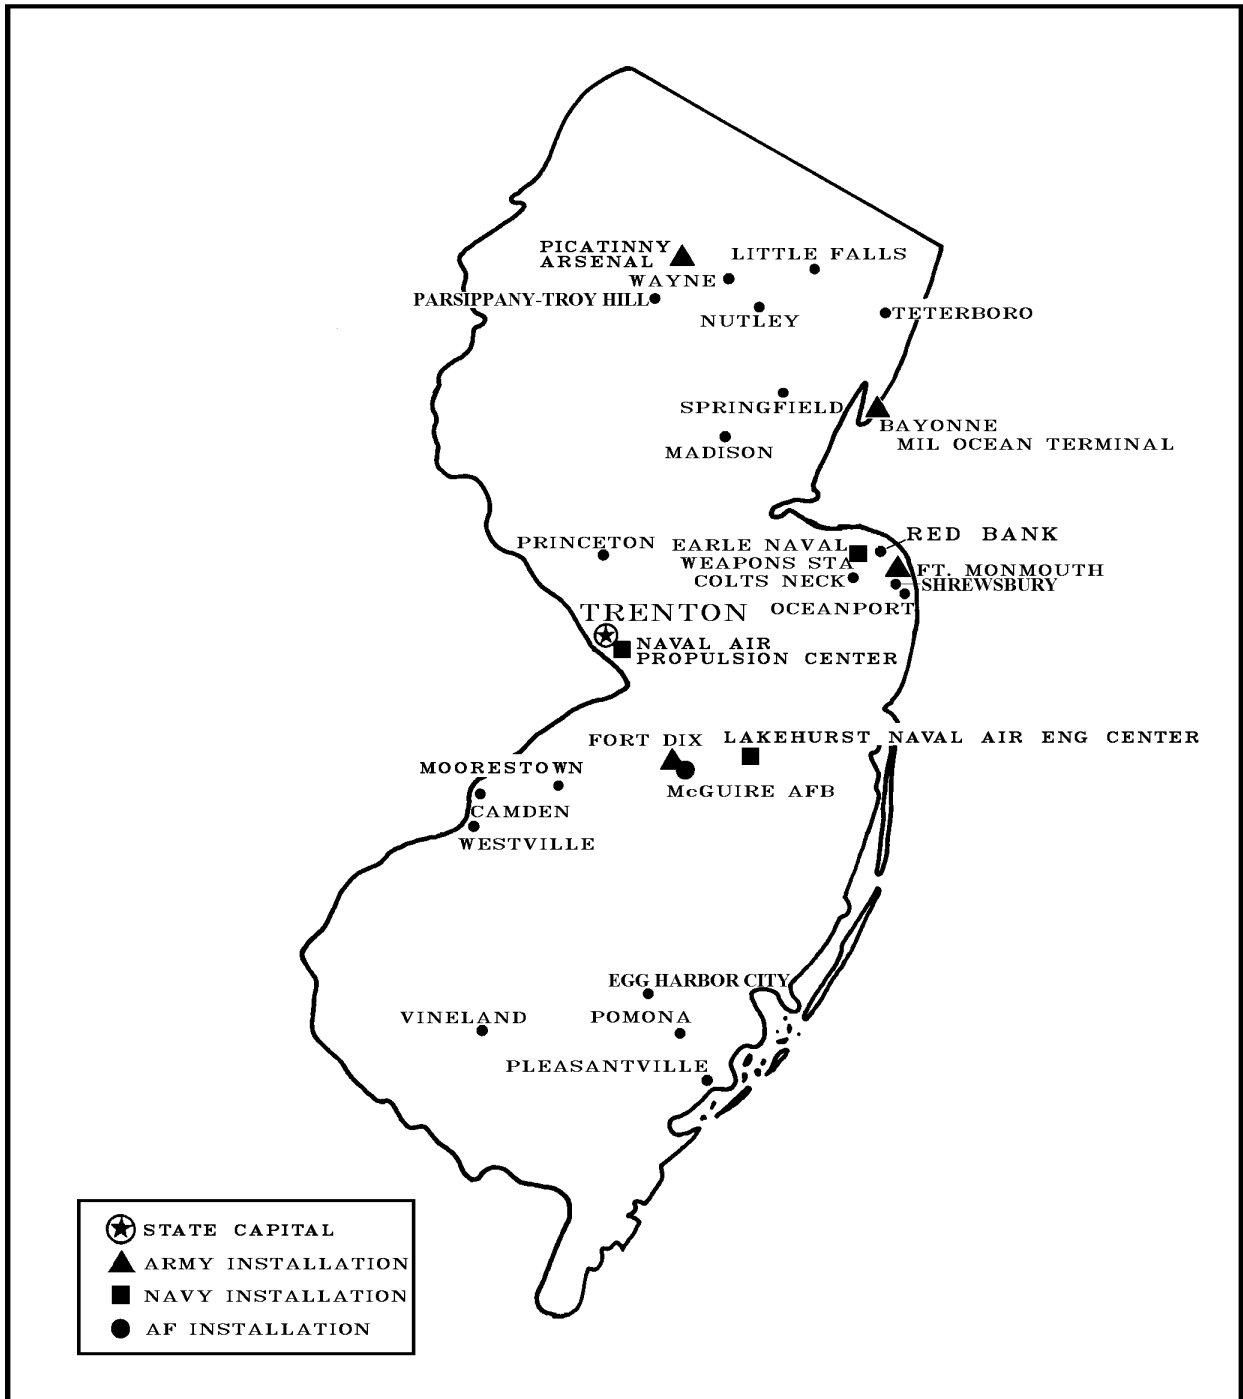 PICATINNY
ARSENAL
LITTLE FALLS
WAYNE
PARSIPPANY-TROY HILL
NUTLEY
TETERBORO
SPRINGFIELD
BAYONNE
MIL OCEAN TERMINAL
MADISON
RED BANK
PRINCETON
EARLE NAVAL
WEAPONS STA
COLTS NECK
FT. MONMOUTH
SHREWSBURY
OCEANPORT
TRENTON
NAVAL AIR
PROPULSION CENTER
FORT DIX
LAKEHURST NAVAL AIR ENG CENTER
MOORESTOWN
McGUIRE AFB
CAMDEN
WESTVILLE
EGG HARBOR CITY
VINELAND
POMONA
PLEASANTVILLE
STATE CAPITAL
ARMY INSTALLATION
NAVY INSTALLATION
AF INSTALLATION